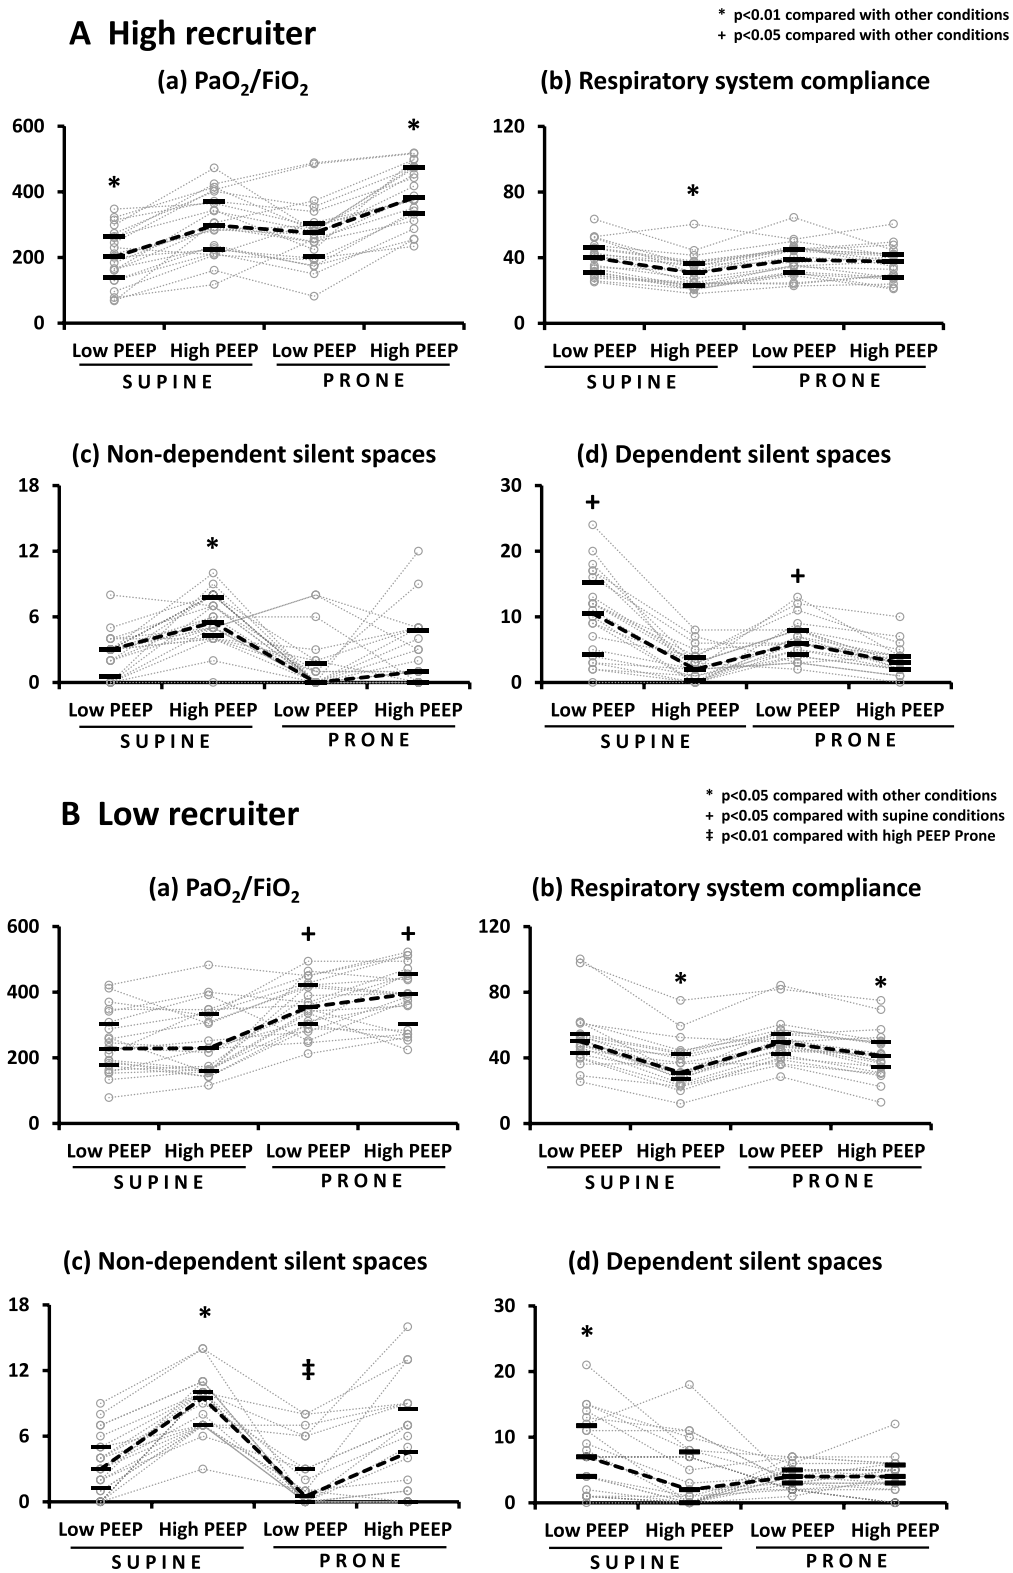 A High recruiter
* p<0.01 compared with other conditions
+ p<0.05 compared with other conditions
(a) PaO2/FiO2
600
400
200
0
*
*
Low PEEP High PEEP Low PEEP High PEEP
SUPINE PRONE
(b) Respiratory system compliance
120
80
40
0
*
Low PEEP High PEEP Low PEEP High PEEP
SUPINE PRONE
(c) Non-dependent silent spaces
18
12
6
0
*
Low PEEP High PEEP Low PEEP High PEEP
SUPINE PRONE
(d) Dependent silent spaces
30
20
10
0
+
+
Low PEEP High PEEP Low PEEP High PEEP
SUPINE PRONE
B Low recruiter
* p<0.05 compared with other conditions
+ p<0.05 compared with supine conditions
‡ p<0.01 compared with high PEEP Prone
(a) PaO2/FiO2
600
400
200
0
+
+
Low PEEP High PEEP Low PEEP High PEEP
SUPINE PRONE
(b) Respiratory system compliance
120
80
40
0
*
*
Low PEEP High PEEP Low PEEP High PEEP
SUPINE PRONE
(c) Non-dependent silent spaces
18
12
6
0
*
‡
Low PEEP High PEEP Low PEEP High PEEP
SUPINE PRONE
(d) Dependent silent spaces
30
20
10
0
*
Low PEEP High PEEP Low PEEP High PEEP
SUPINE PRONE